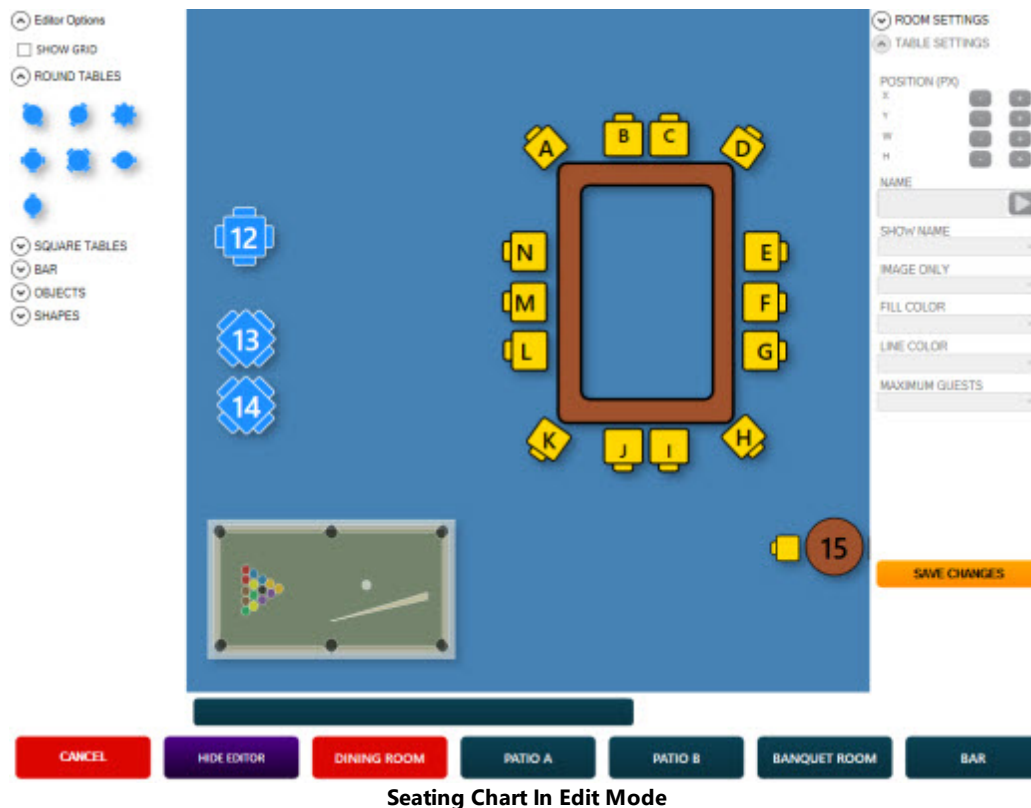 Editor Options
SHOW GRID
ROUND TABLES
SQUARE TABLES
BAR
OBJECTS
SHAPES
A
B
C
D
N
E
M
F
L
G
K
J
I
H
12
13
14
15
ROOM SETTINGS
TABLE SETTINGS
POSITION (PX)
X
Y
W
H
NAME
SHOW NAME
IMAGE ONLY
FILL COLOR
LINE COLOR
MAXIMUM GUESTS
SAVE CHANGES
CANCEL
HIDE EDITOR
DINING ROOM
PATIO A
PATIO B
BANQUET ROOM
BAR
Seating Chart In Edit Mode